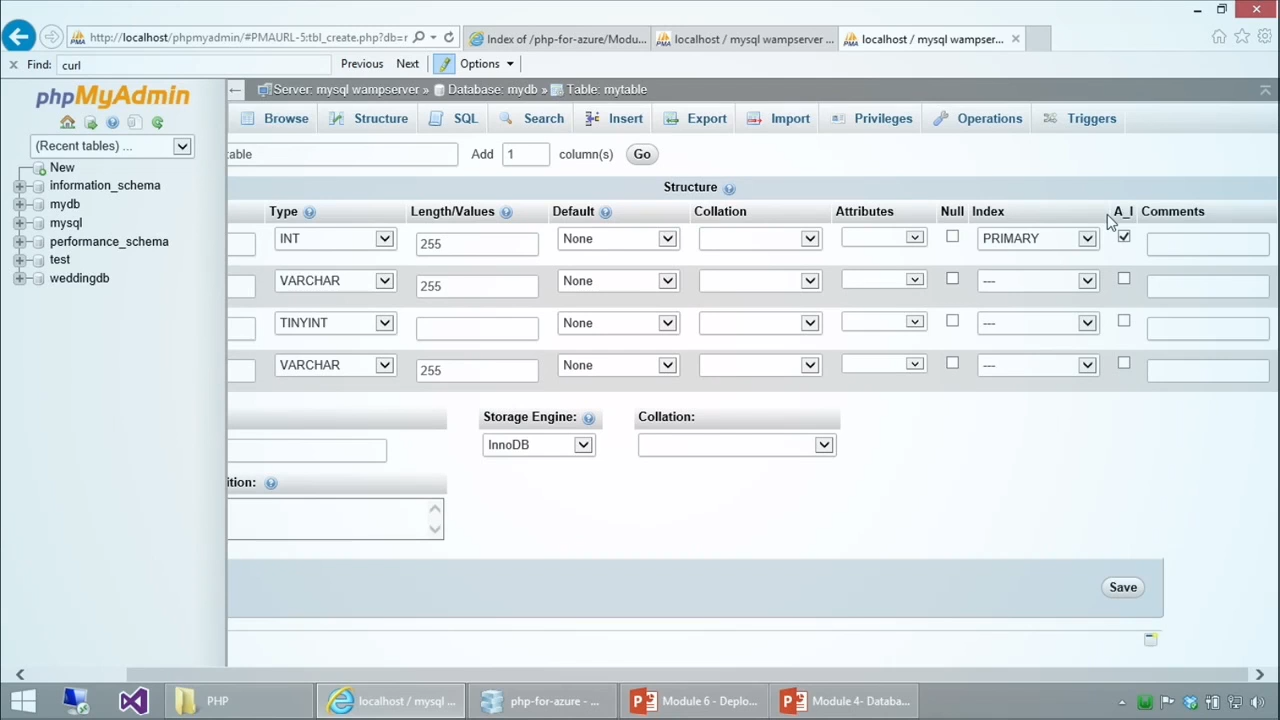 http://localhost/phpmyadmin/#PMAURL-5:tbl_create.php?db=r
Index of /php-for-azure/Modu...
localhost / mysql wampserver ...
localhost / mysql wampser...
Find: curl Previous Next Options
phpMyAdmin
Server: mysql wampserver » Database: mydb » Table: mytable
Browse Structure SQL Search Insert Export Import Privileges Operations Triggers
(Recent tables) ...
New
information_schema
mydb
mysql
performance_schema
test
weddingdb
table Add 1 column(s) Go
Structure
Type Length/Values Default Collation Attributes Null Index A_I Comments
INT 255 None PRIMARY
VARCHAR 255 None ---
TINYINT None ---
VARCHAR 255 None ---
Storage Engine: Collation:
InnoDB
ition:
Save
PHP
localhost / mysql ...
php-for-azure - ...
Module 6 - Deplo...
Module 4- Databa...